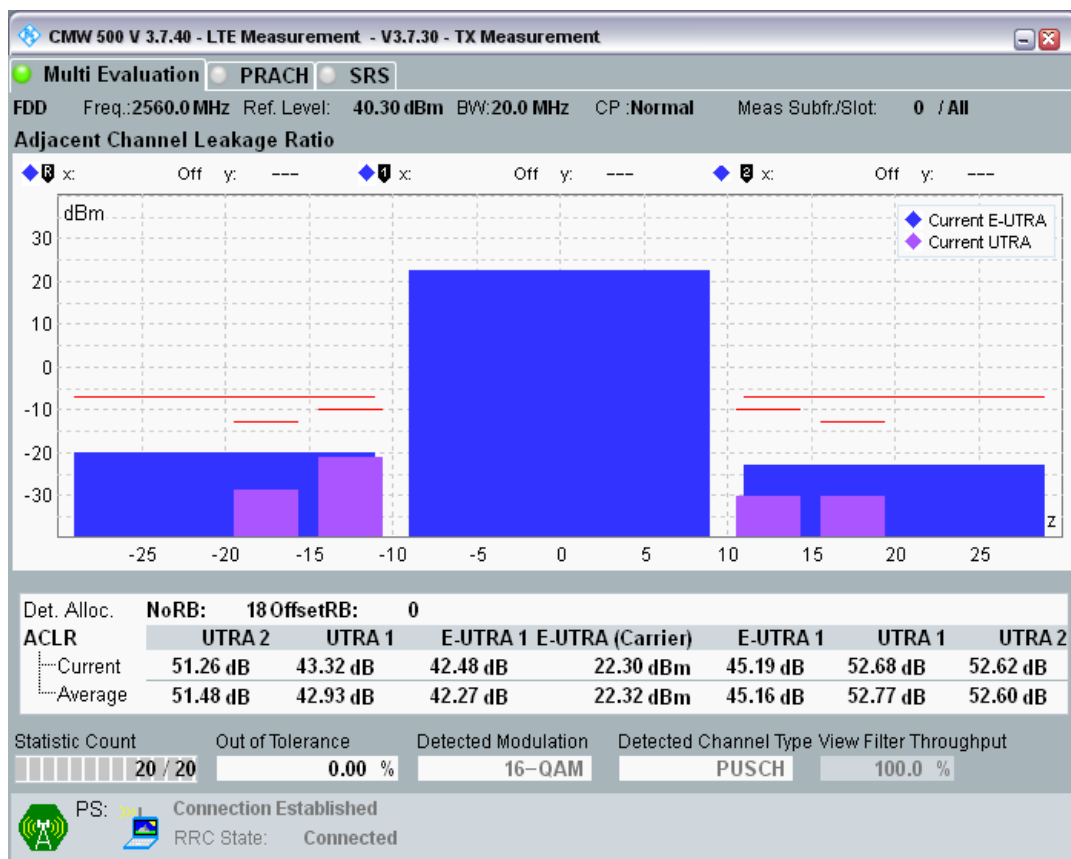 CMW 500 V 3.7.40 - LTE Measurement - V3.7.30 - TX Measurement
Multi Evaluation PRACH SRS
FDD Freq.:2560.0 MHz Ref. Level: 40.30 dBm BW:20.0 MHz CP :Normal Meas Subfr./Slot: 0 / All
Adjacent Channel Leakage Ratio
R x: Off y: --- 1 x: Off y: --- 2 x: Off y: ---
dBm
Current E-UTRA
Current UTRA
30
20
10
0
-10
-20
-30
z
-25 -20 -15 -10 -5 0 5 10 15 20 25
Det. Alloc. NoRB: 18 OffsetRB: 0
ACLR UTRA 2 UTRA 1 E-UTRA 1 E-UTRA (Carrier) E-UTRA 1 UTRA 1 UTRA 2
Current 51.26 dB 43.32 dB 42.48 dB 22.30 dBm 45.19 dB 52.68 dB 52.62 dB
Average 51.48 dB 42.93 dB 42.27 dB 22.32 dBm 45.16 dB 52.77 dB 52.60 dB
Statistic Count Out of Tolerance Detected Modulation Detected Channel Type View Filter Throughput
20 / 20 0.00 % 16-QAM PUSCH 100.0 %
PS: Connection Established
RRC State: Connected